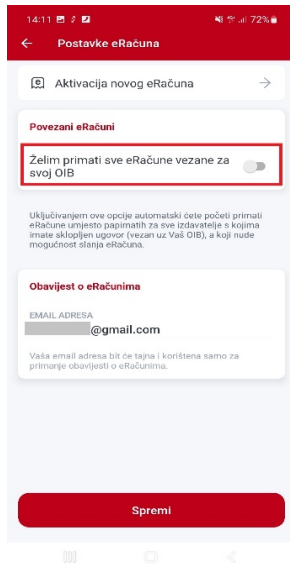 14:11 72%
Postavke eRačuna
Aktivacija novog eRačuna
Povezani eRačuni
Želim primati sve eRačune vezane za
svoj OIB
Uključivanjem ove opcije automatski ćete početi primati
eRačune umjesto papirnatih za sve izdavatelje s kojima
imate sklopljen ugovor (vezan uz Vaš OIB), a koji nude
mogućnost slanja eRačuna.
Obavijest o eRačunima
EMAIL ADRESA
@gmail.com
Vaša email adresa bit će tajna i korištena samo za
primanje obavijesti o eRačunima.
Spremi